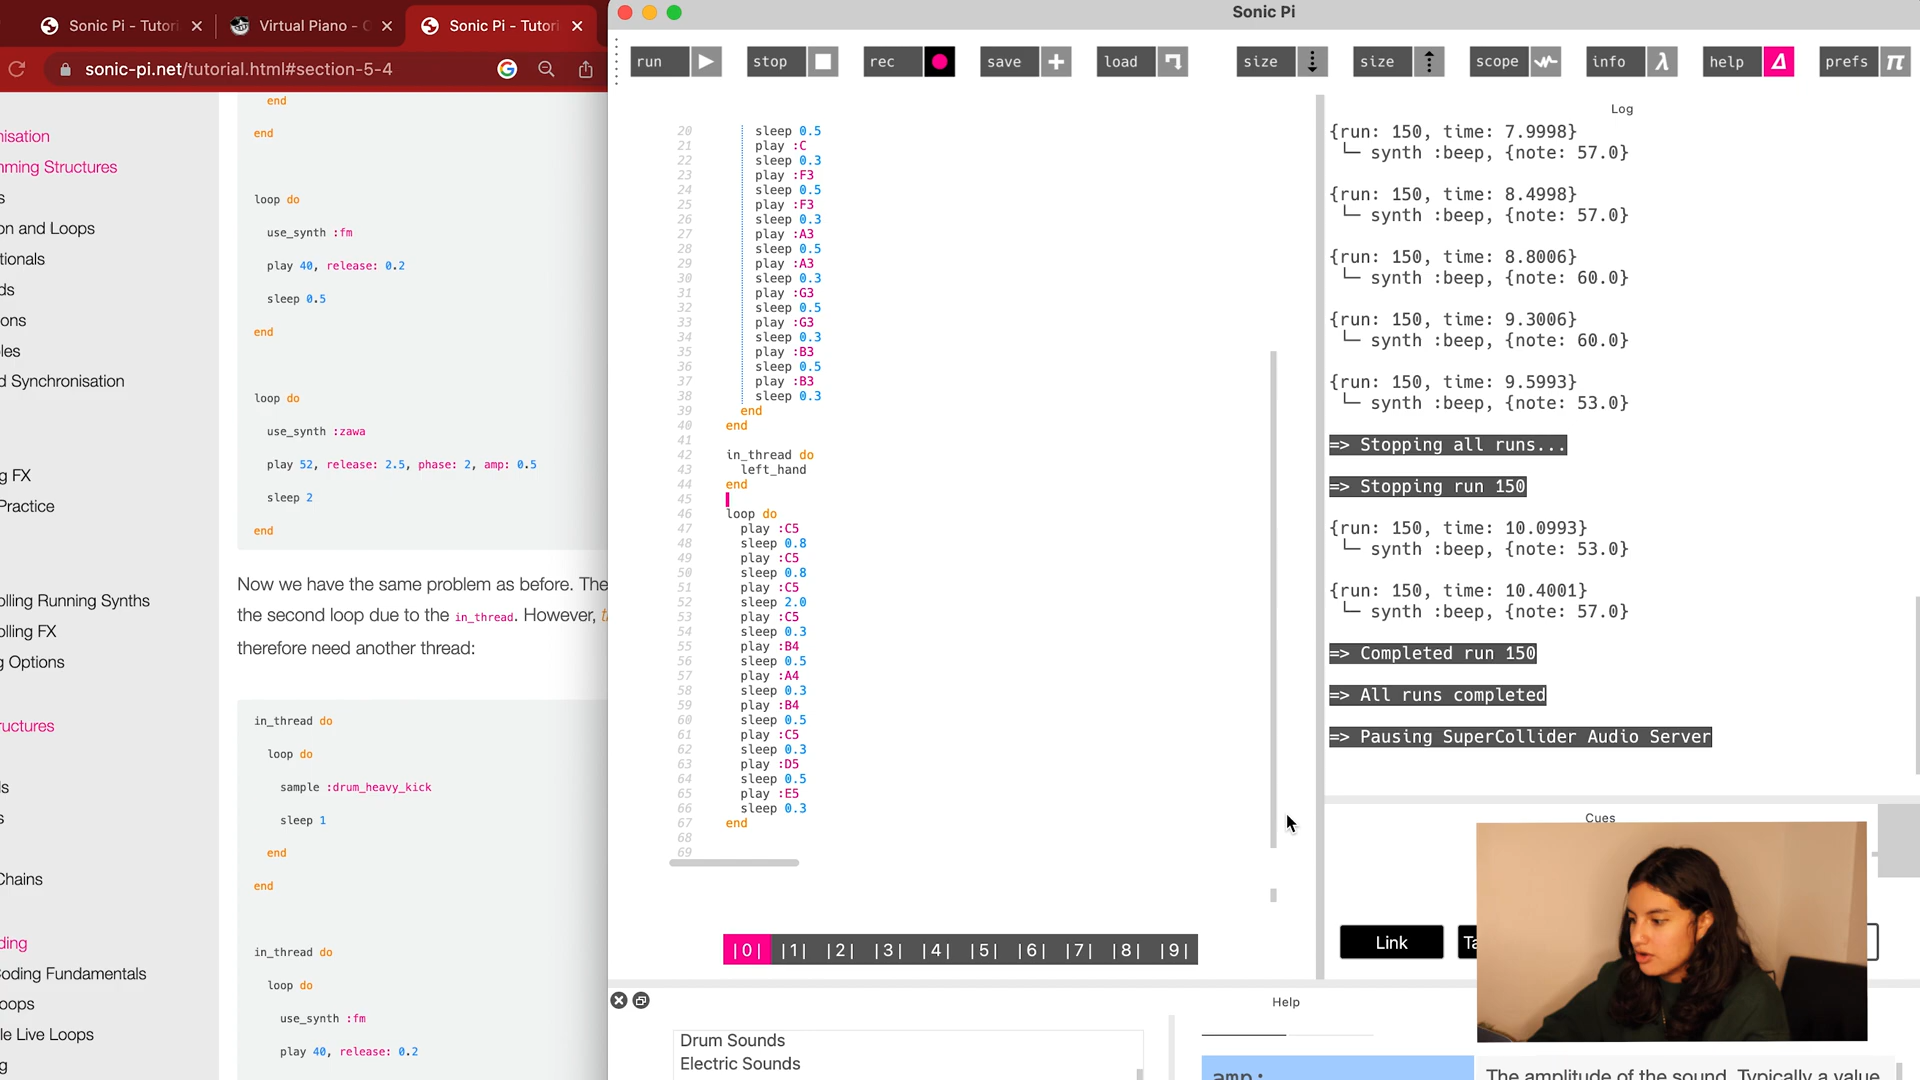 Sonic Pi - Tutori
Virtual Piano -
Sonic Pi - Tutori
sonic-pi.net/tutorial.html#section-5-4
Sonic Pi
run
stop
rec
save
load
size
size
scope
info
help
prefs
isation
ming Structures
s
on and Loops
tionals
ds
ons
les
d Synchronisation
g FX
Practice
olling Running Synths
olling FX
g Options
ructures
ls
s
Chains
ding
oding Fundamentals
oops
le Live Loops
g
end
end
loop do
use_synth :fm
play 40, release: 0.2
sleep 0.5
end
loop do
use_synth :zawa
play 52, release: 2.5, phase: 2, amp: 0.5
sleep 2
end
Now we have the same problem as before. The
the second loop due to the in_thread. However,
therefore need another thread:
in_thread do
loop do
sample :drum_heavy_kick
sleep 1
end
end
in_thread do
loop do
use_synth :fm
play 40, release: 0.2
20 sleep 0.5
21 play :C
22 sleep 0.3
23 play :F3
24 sleep 0.5
25 play :F3
26 sleep 0.3
27 play :A3
28 sleep 0.5
29 play :A3
30 sleep 0.3
31 play :G3
32 sleep 0.5
33 play :G3
34 sleep 0.3
35 play :B3
36 sleep 0.5
37 play :B3
38 sleep 0.3
39 end
40 end
41
42 in_thread do
43 left_hand
44 end
45
46 loop do
47 play :C5
48 sleep 0.8
49 play :C5
50 sleep 0.8
51 play :C5
52 sleep 2.0
53 play :C5
54 sleep 0.3
55 play :B4
56 sleep 0.5
57 play :A4
58 sleep 0.3
59 play :B4
60 sleep 0.5
61 play :C5
62 sleep 0.3
63 play :D5
64 sleep 0.5
65 play :E5
66 sleep 0.3
67 end
68
69
|0| |1| |2| |3| |4| |5| |6| |7| |8| |9|
Log
{run: 150, time: 7.9998}
└─ synth :beep, {note: 57.0}
{run: 150, time: 8.4998}
└─ synth :beep, {note: 57.0}
{run: 150, time: 8.8006}
└─ synth :beep, {note: 60.0}
{run: 150, time: 9.3006}
└─ synth :beep, {note: 60.0}
{run: 150, time: 9.5993}
└─ synth :beep, {note: 53.0}
=> Stopping all runs...
=> Stopping run 150
{run: 150, time: 10.0993}
└─ synth :beep, {note: 53.0}
{run: 150, time: 10.4001}
└─ synth :beep, {note: 57.0}
=> Completed run 150
=> All runs completed
=> Pausing SuperCollider Audio Server
Cues
Link
Ta
Help
Drum Sounds
Electric Sounds
amp:
The amplitude of the sound. Typically a value